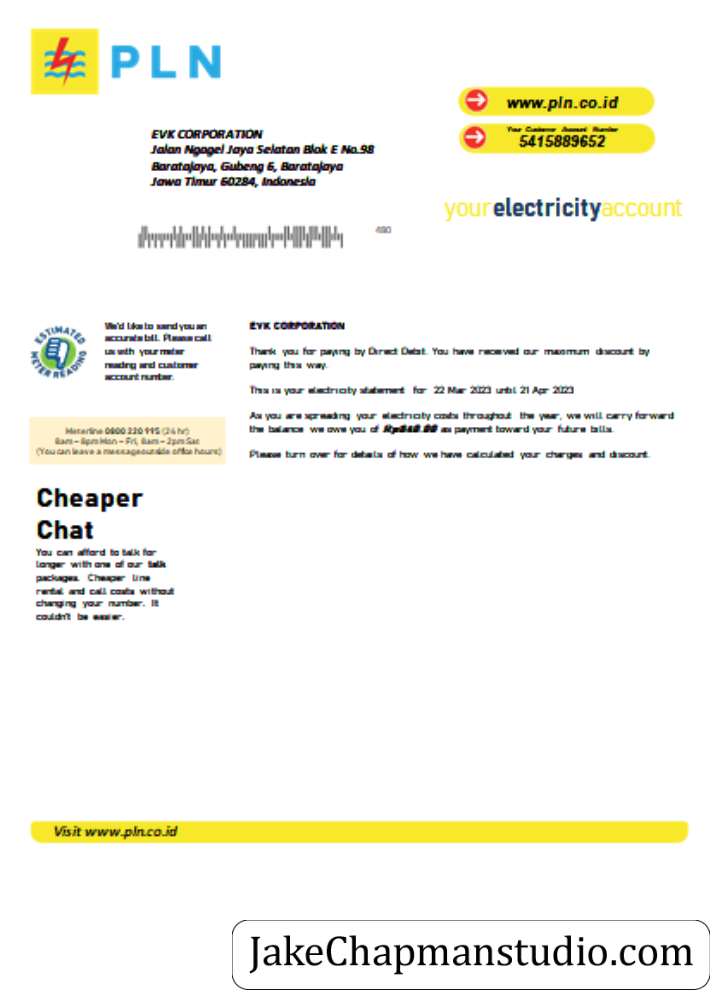 PLN
www.pln.co.id
Your Customer Account Number
5415889652
EVK CORPORATION
Jalan Ngagel Jaya Selatan Blok E No.98
Baratajaya, Gubeng 6, Baratajaya
Jawa Timur 60284, Indonesia
yourelectricityaccount
480
ESTIMATED
METER READING
We'd like to send you an
accurate bill. Please call
us with your meter
reading and customer
account number.
Meterline 0800 220 995 (24 hr)
8am – 8pm Mon – Fri, 8am – 2pm Sat
(You can leave a message outside office hours)
Cheaper
Chat
You can afford to talk for
longer with one of our talk
packages. Cheaper line
rental and call costs without
changing your number. It
couldn't be easier.
EVK CORPORATION
Thank you for paying by Direct Debit. You have received our maximum discount by
paying this way.
This is your electricity statement for 22 Mar 2023 until 21 Apr 2023
As you are spreading your electricity costs throughout the year, we will carry forward
the balance we owe you of as payment toward your future bills.
Please turn over for details of how we have calculated your charges and discount.
Visit www.pln.co.id
JakeChapmanstudio.com